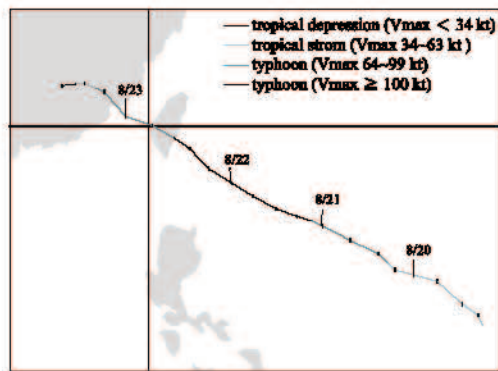 tropical depression (Vmax < 34 kt)
tropical strom (Vmax 34~63 kt )
typhoon (Vmax 64~99 kt)
typhoon (Vmax ≥ 100 kt)
8/23
8/22
8/21
8/20